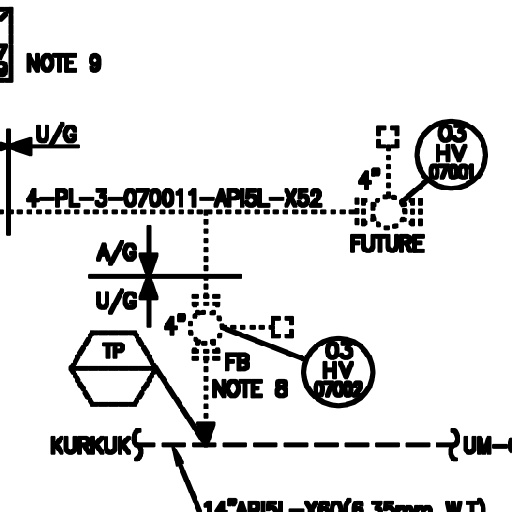 NOTE 9
U/G
03
HV
07001
4"
4-PL-3-070011-API5L-X52
FUTURE
A/G
U/G
4"
TP
FB
NOTE 8
03
HV
07002
KURKUK
UM-
14"API5L-X60(6.35mm W.T)